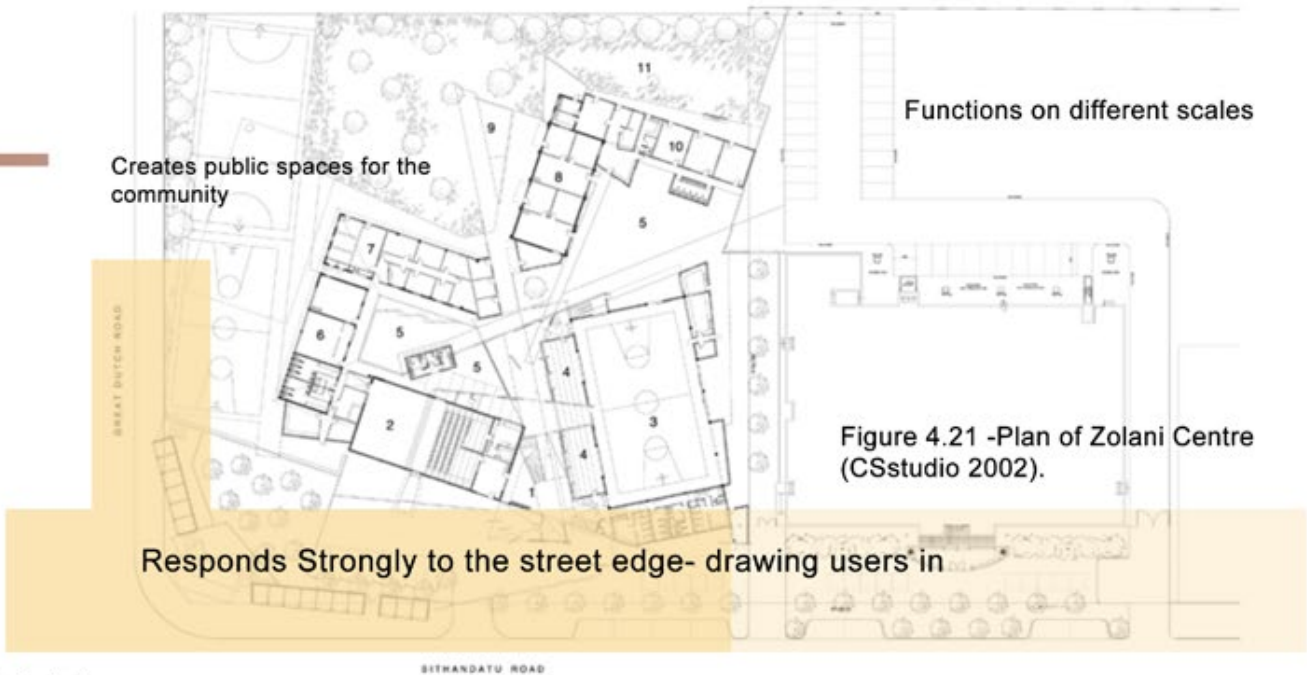 11
Functions on different scales
9
10
Creates public spaces for the
community
8
5
7
5
6
5
4
3
2
4
1
GREAT DUTCH ROAD
Figure 4.21 -Plan of Zolani Centre
(CSstudio 2002).
Responds Strongly to the street edge- drawing users in
SITHANDATU ROAD